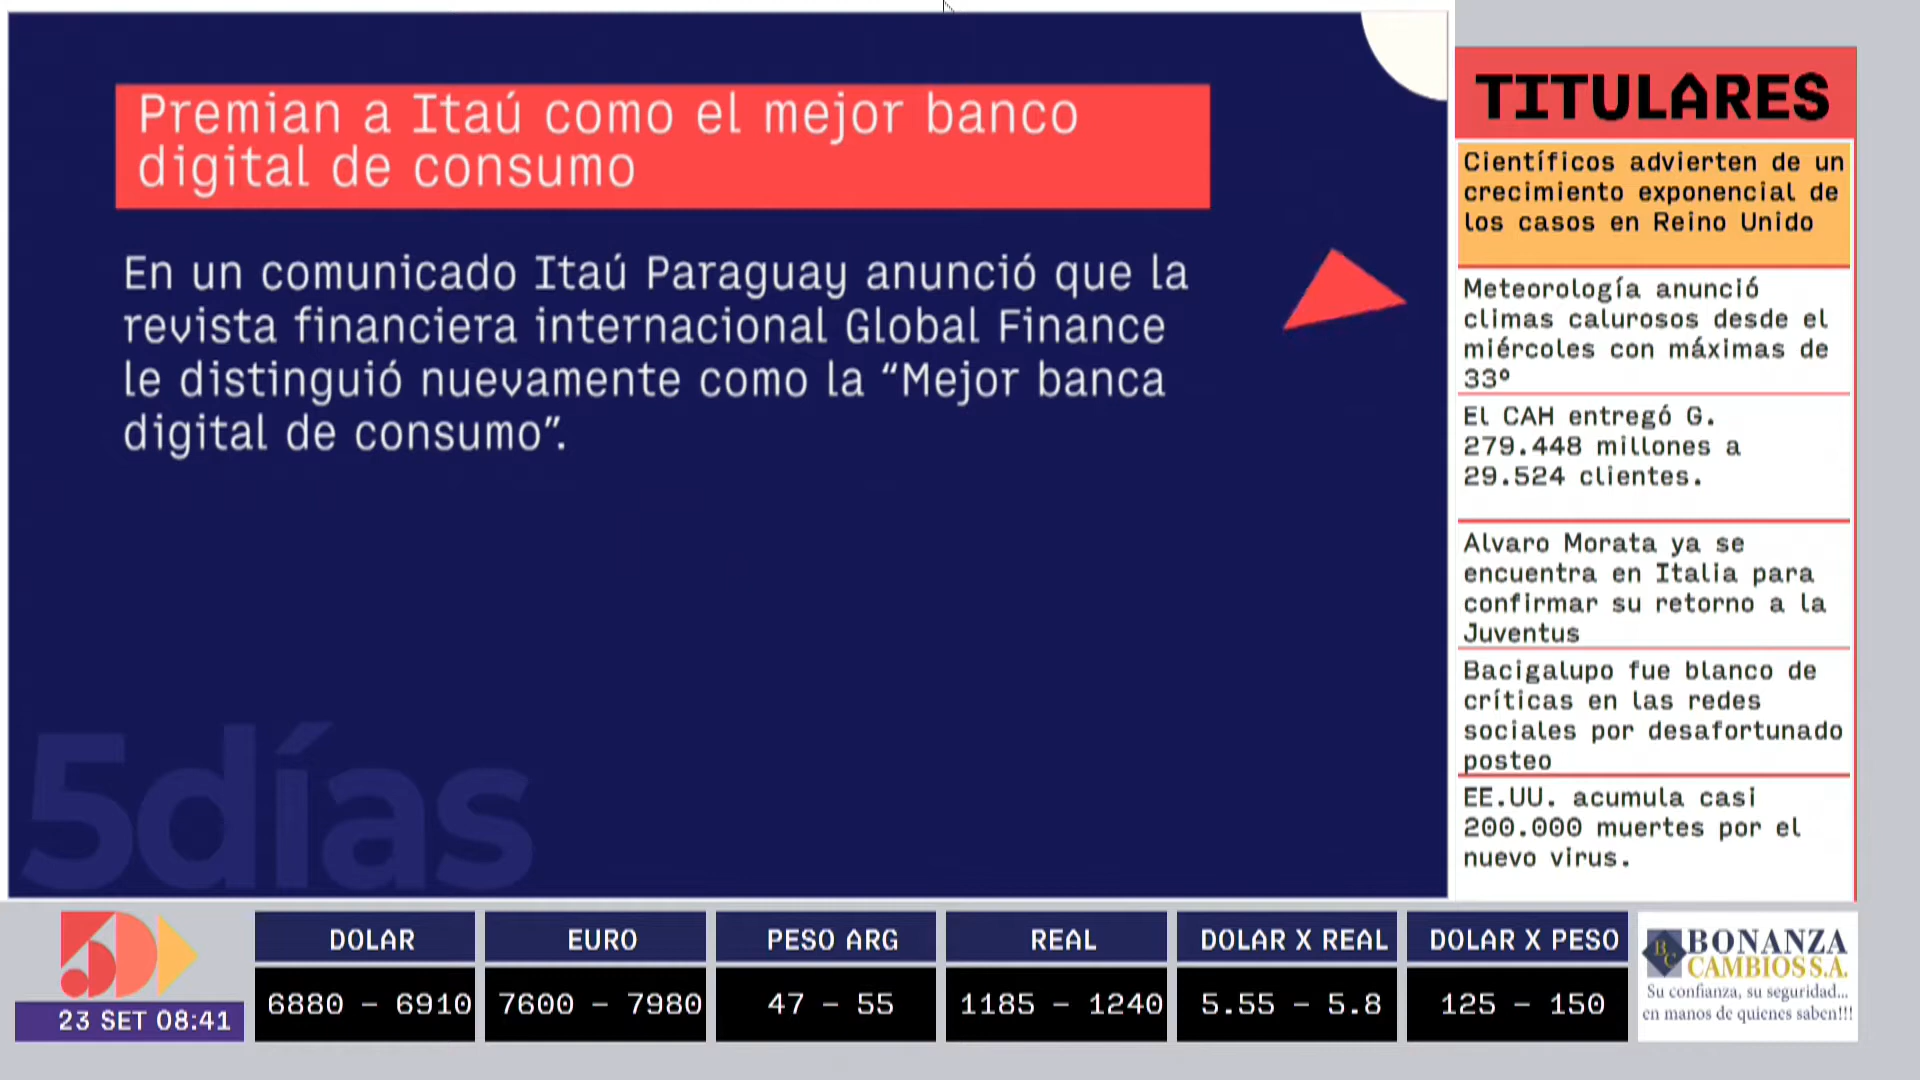 Premian a Itaú como el mejor banco
digital de consumo
En un comunicado Itaú Paraguay anunció que la
revista financiera internacional Global Finance
le distinguió nuevamente como la “Mejor banca
digital de consumo”.
5días
TITULARES
Científicos advierten de un
crecimiento exponencial de
los casos en Reino Unido
Meteorología anunció
climas calurosos desde el
miércoles con máximas de
33º
El CAH entregó G.
279.448 millones a
29.524 clientes.
Alvaro Morata ya se
encuentra en Italia para
confirmar su retorno a la
Juventus
Bacigalupo fue blanco de
críticas en las redes
sociales por desafortunado
posteo
EE.UU. acumula casi
200.000 muertes por el
nuevo virus.
5D
23 SET 08:41
DOLAR
6880 - 6910
EURO
7600 - 7980
PESO ARG
47 - 55
REAL
1185 - 1240
DOLAR X REAL
5.55 - 5.8
DOLAR X PESO
125 - 150
BC
BONANZA
CAMBIOS S.A.
Su confianza, su seguridad...
en manos de quienes saben!!!